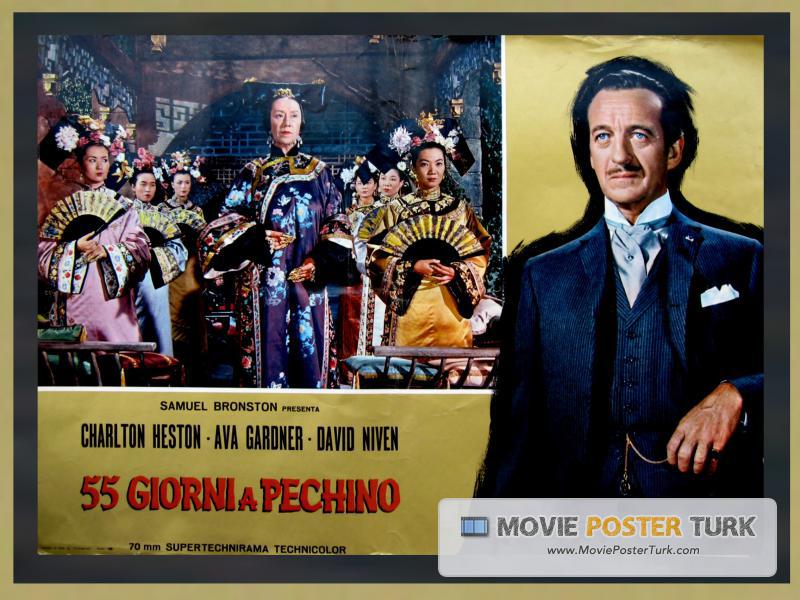 SAMUEL BRONSTON PRESENTA
CHARLTON HESTON · AVA GARDNER · DAVID NIVEN
55 GIORNI A PECHINO
70 mm SUPERTECHNIRAMA TECHNICOLOR
MOVIE POSTER TURK
www.MoviePosterTurk.com